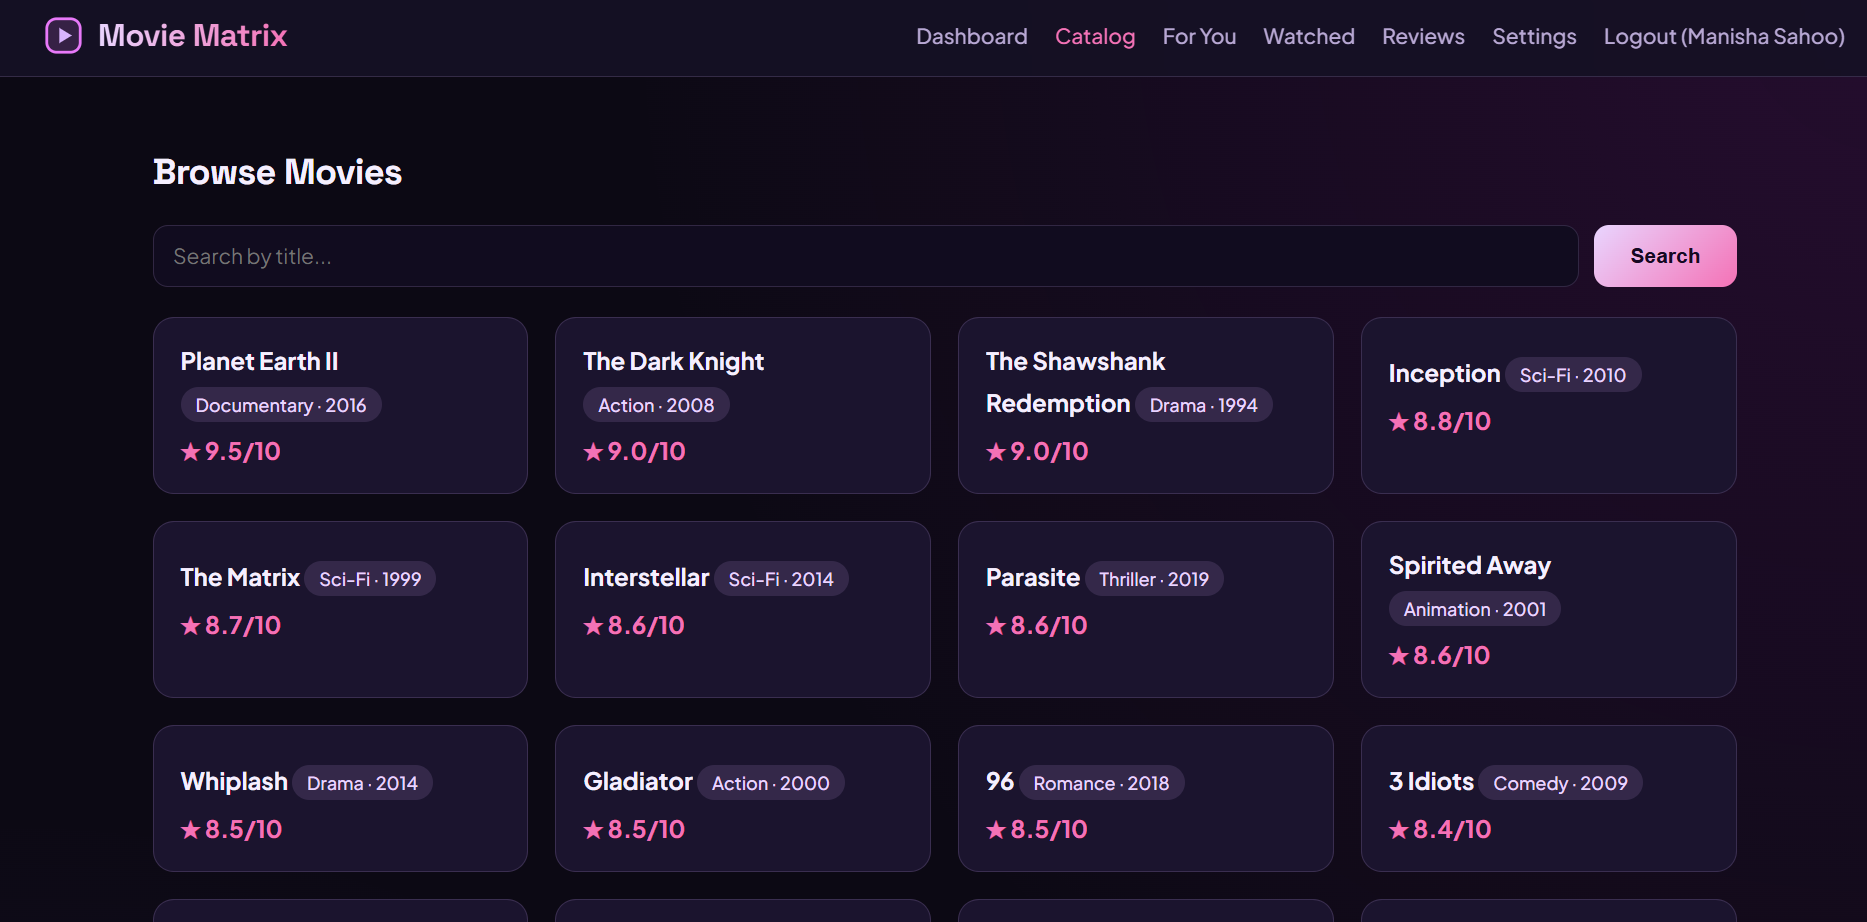 Movie Matrix
Dashboard Catalog For You Watched Reviews Settings Logout (Manisha Sahoo)
Browse Movies
Search by title...
Search
Planet Earth II
Documentary · 2016
★ 9.5/10
The Dark Knight
Action · 2008
★ 9.0/10
The Shawshank
Redemption Drama · 1994
★ 9.0/10
Inception Sci-Fi · 2010
★ 8.8/10
The Matrix Sci-Fi · 1999
★ 8.7/10
Interstellar Sci-Fi · 2014
★ 8.6/10
Parasite Thriller · 2019
★ 8.6/10
Spirited Away
Animation · 2001
★ 8.6/10
Whiplash Drama · 2014
★ 8.5/10
Gladiator Action · 2000
★ 8.5/10
96 Romance · 2018
★ 8.5/10
3 Idiots Comedy · 2009
★ 8.4/10